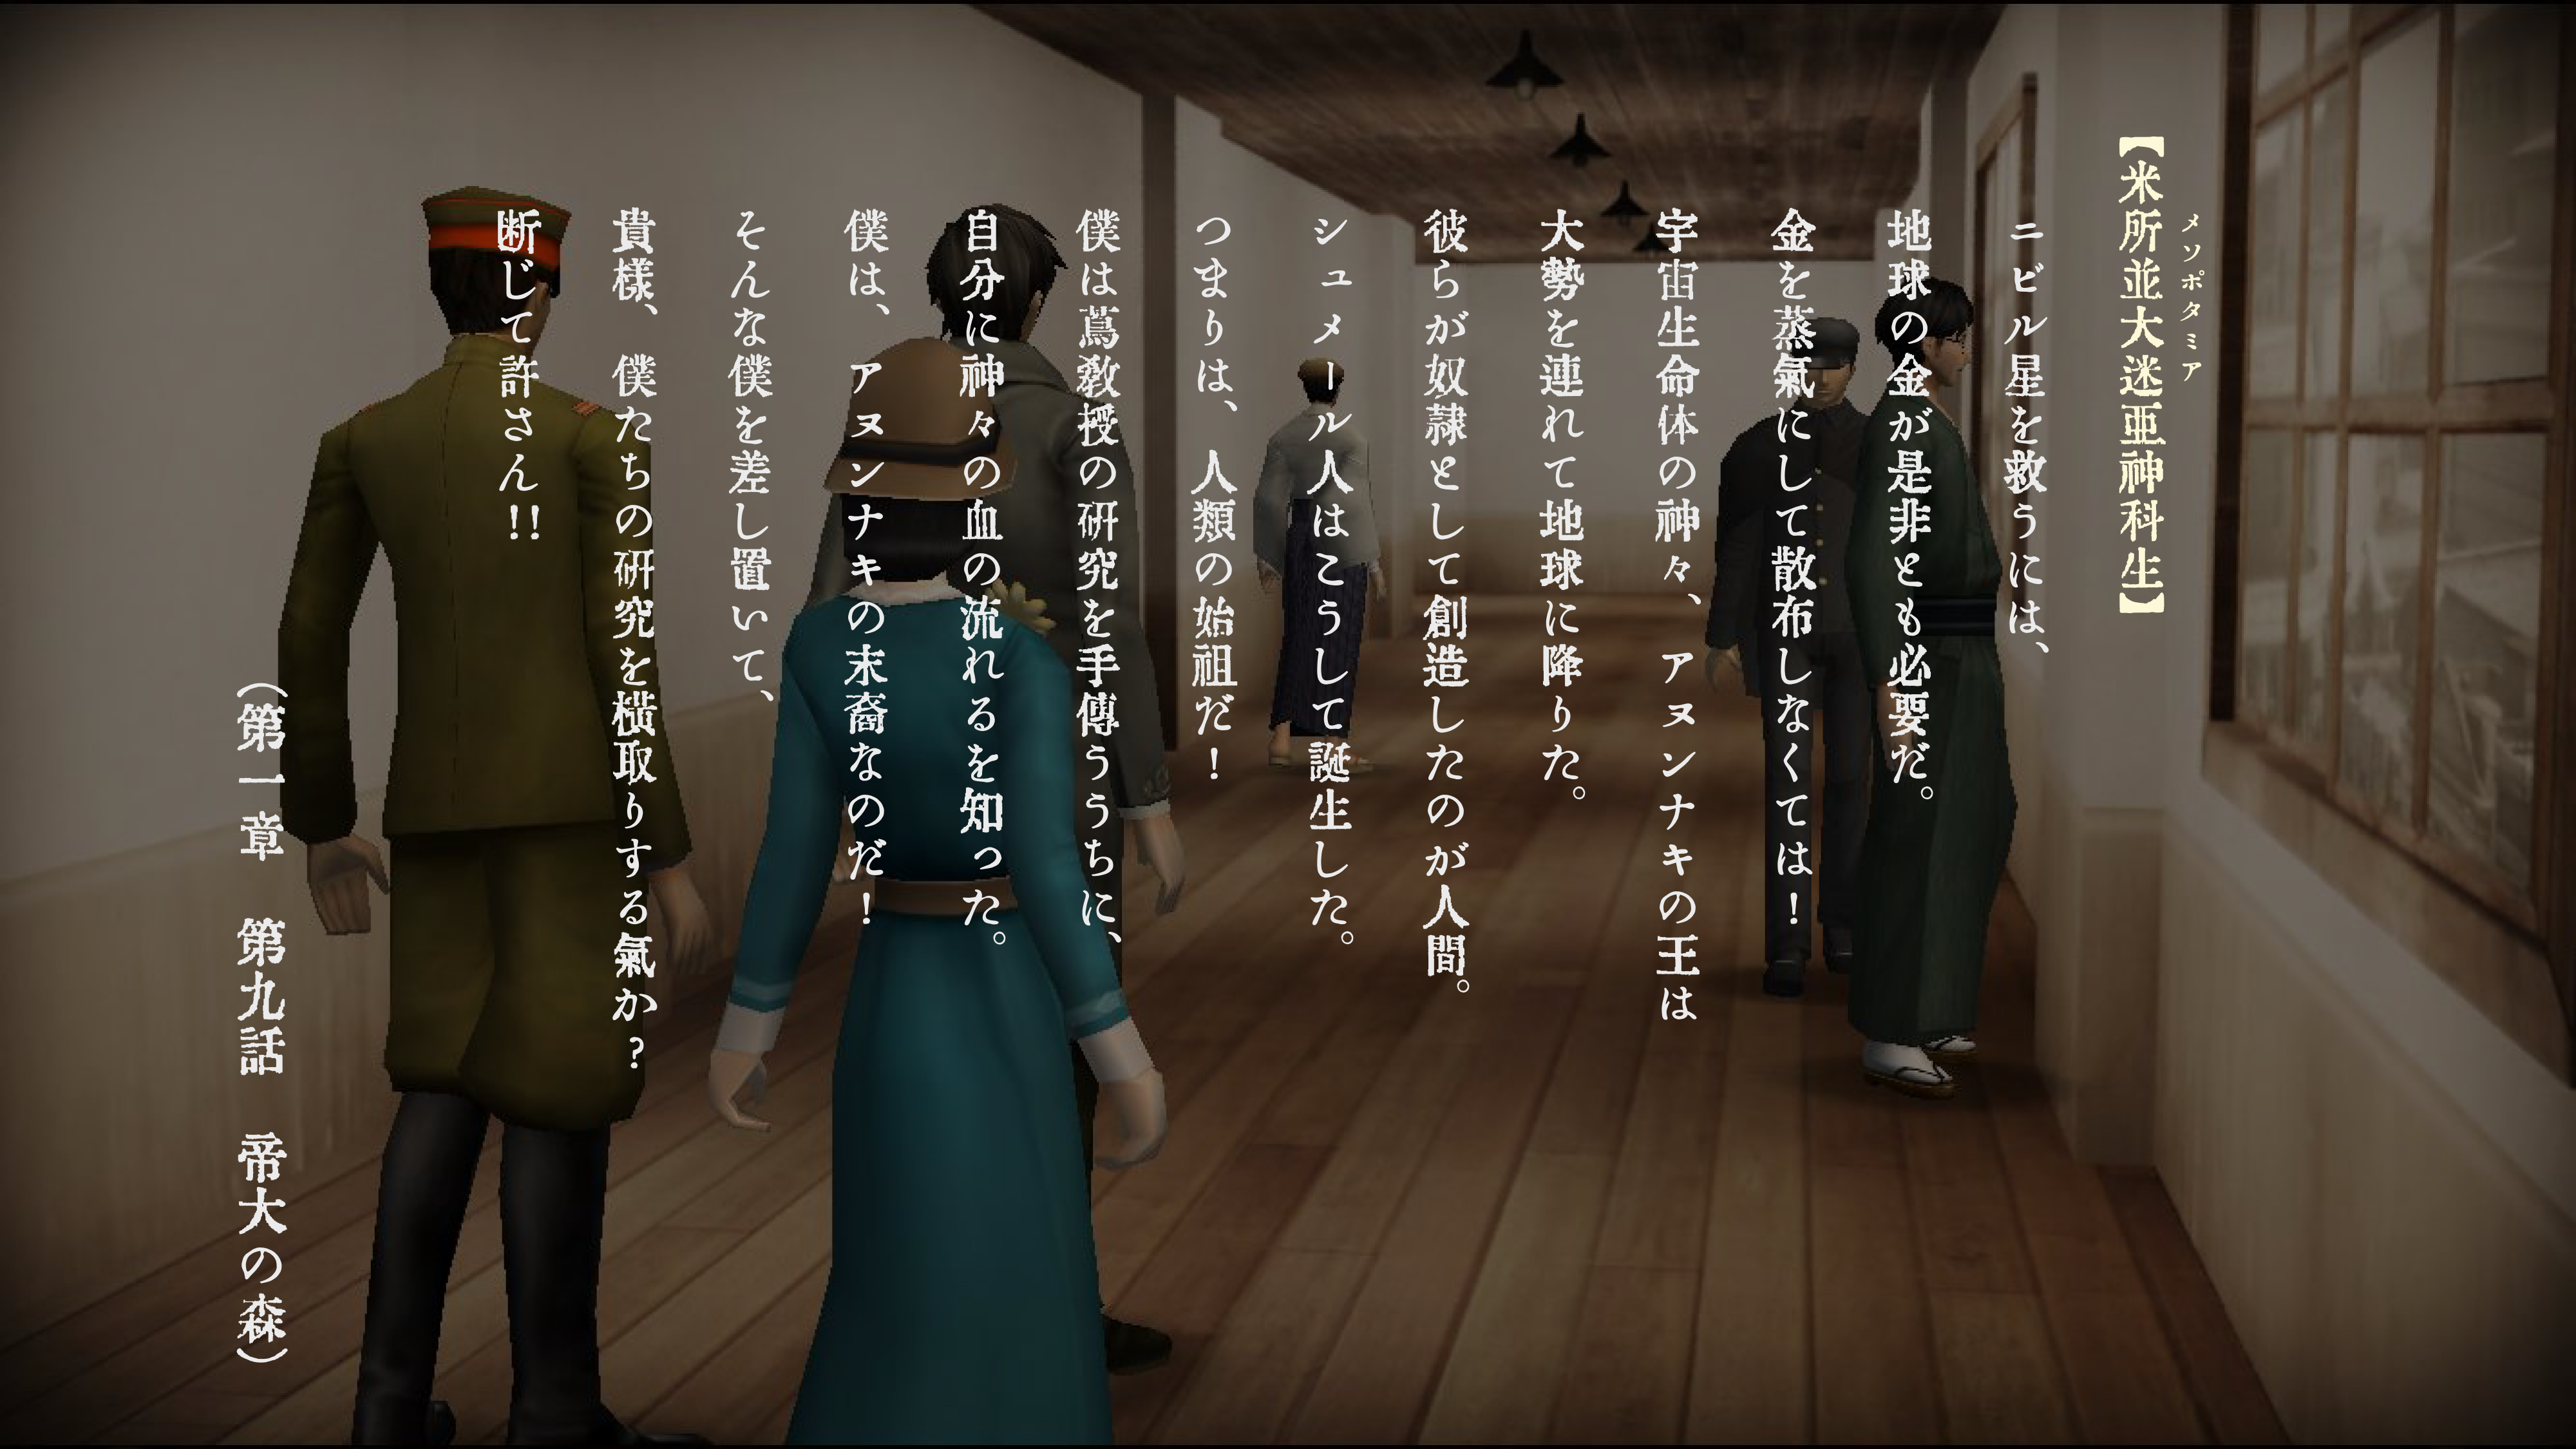 【米所並大迷亜神科生】
メソポタミア
ニビル星を救うには、
地球の金が是非とも必要だ。
金を蒸氣にして散布しなくては！
宇宙生命体の神々、アヌンナキの王は
大勢を連れて地球に降りた。
彼らが奴隷として創造したのが人間。
シュメール人はこうして誕生した。
つまりは、人類の始祖だ！
僕は蔦教授の研究を手傳ううちに、
自分に神々の血の流れるを知った。
僕は、アヌンナキの末裔なのだ！
そんな僕を差し置いて、
貴様、僕たちの研究を横取りする氣か？
断じて許さん!!
（第一章　第九話　帝大の森）